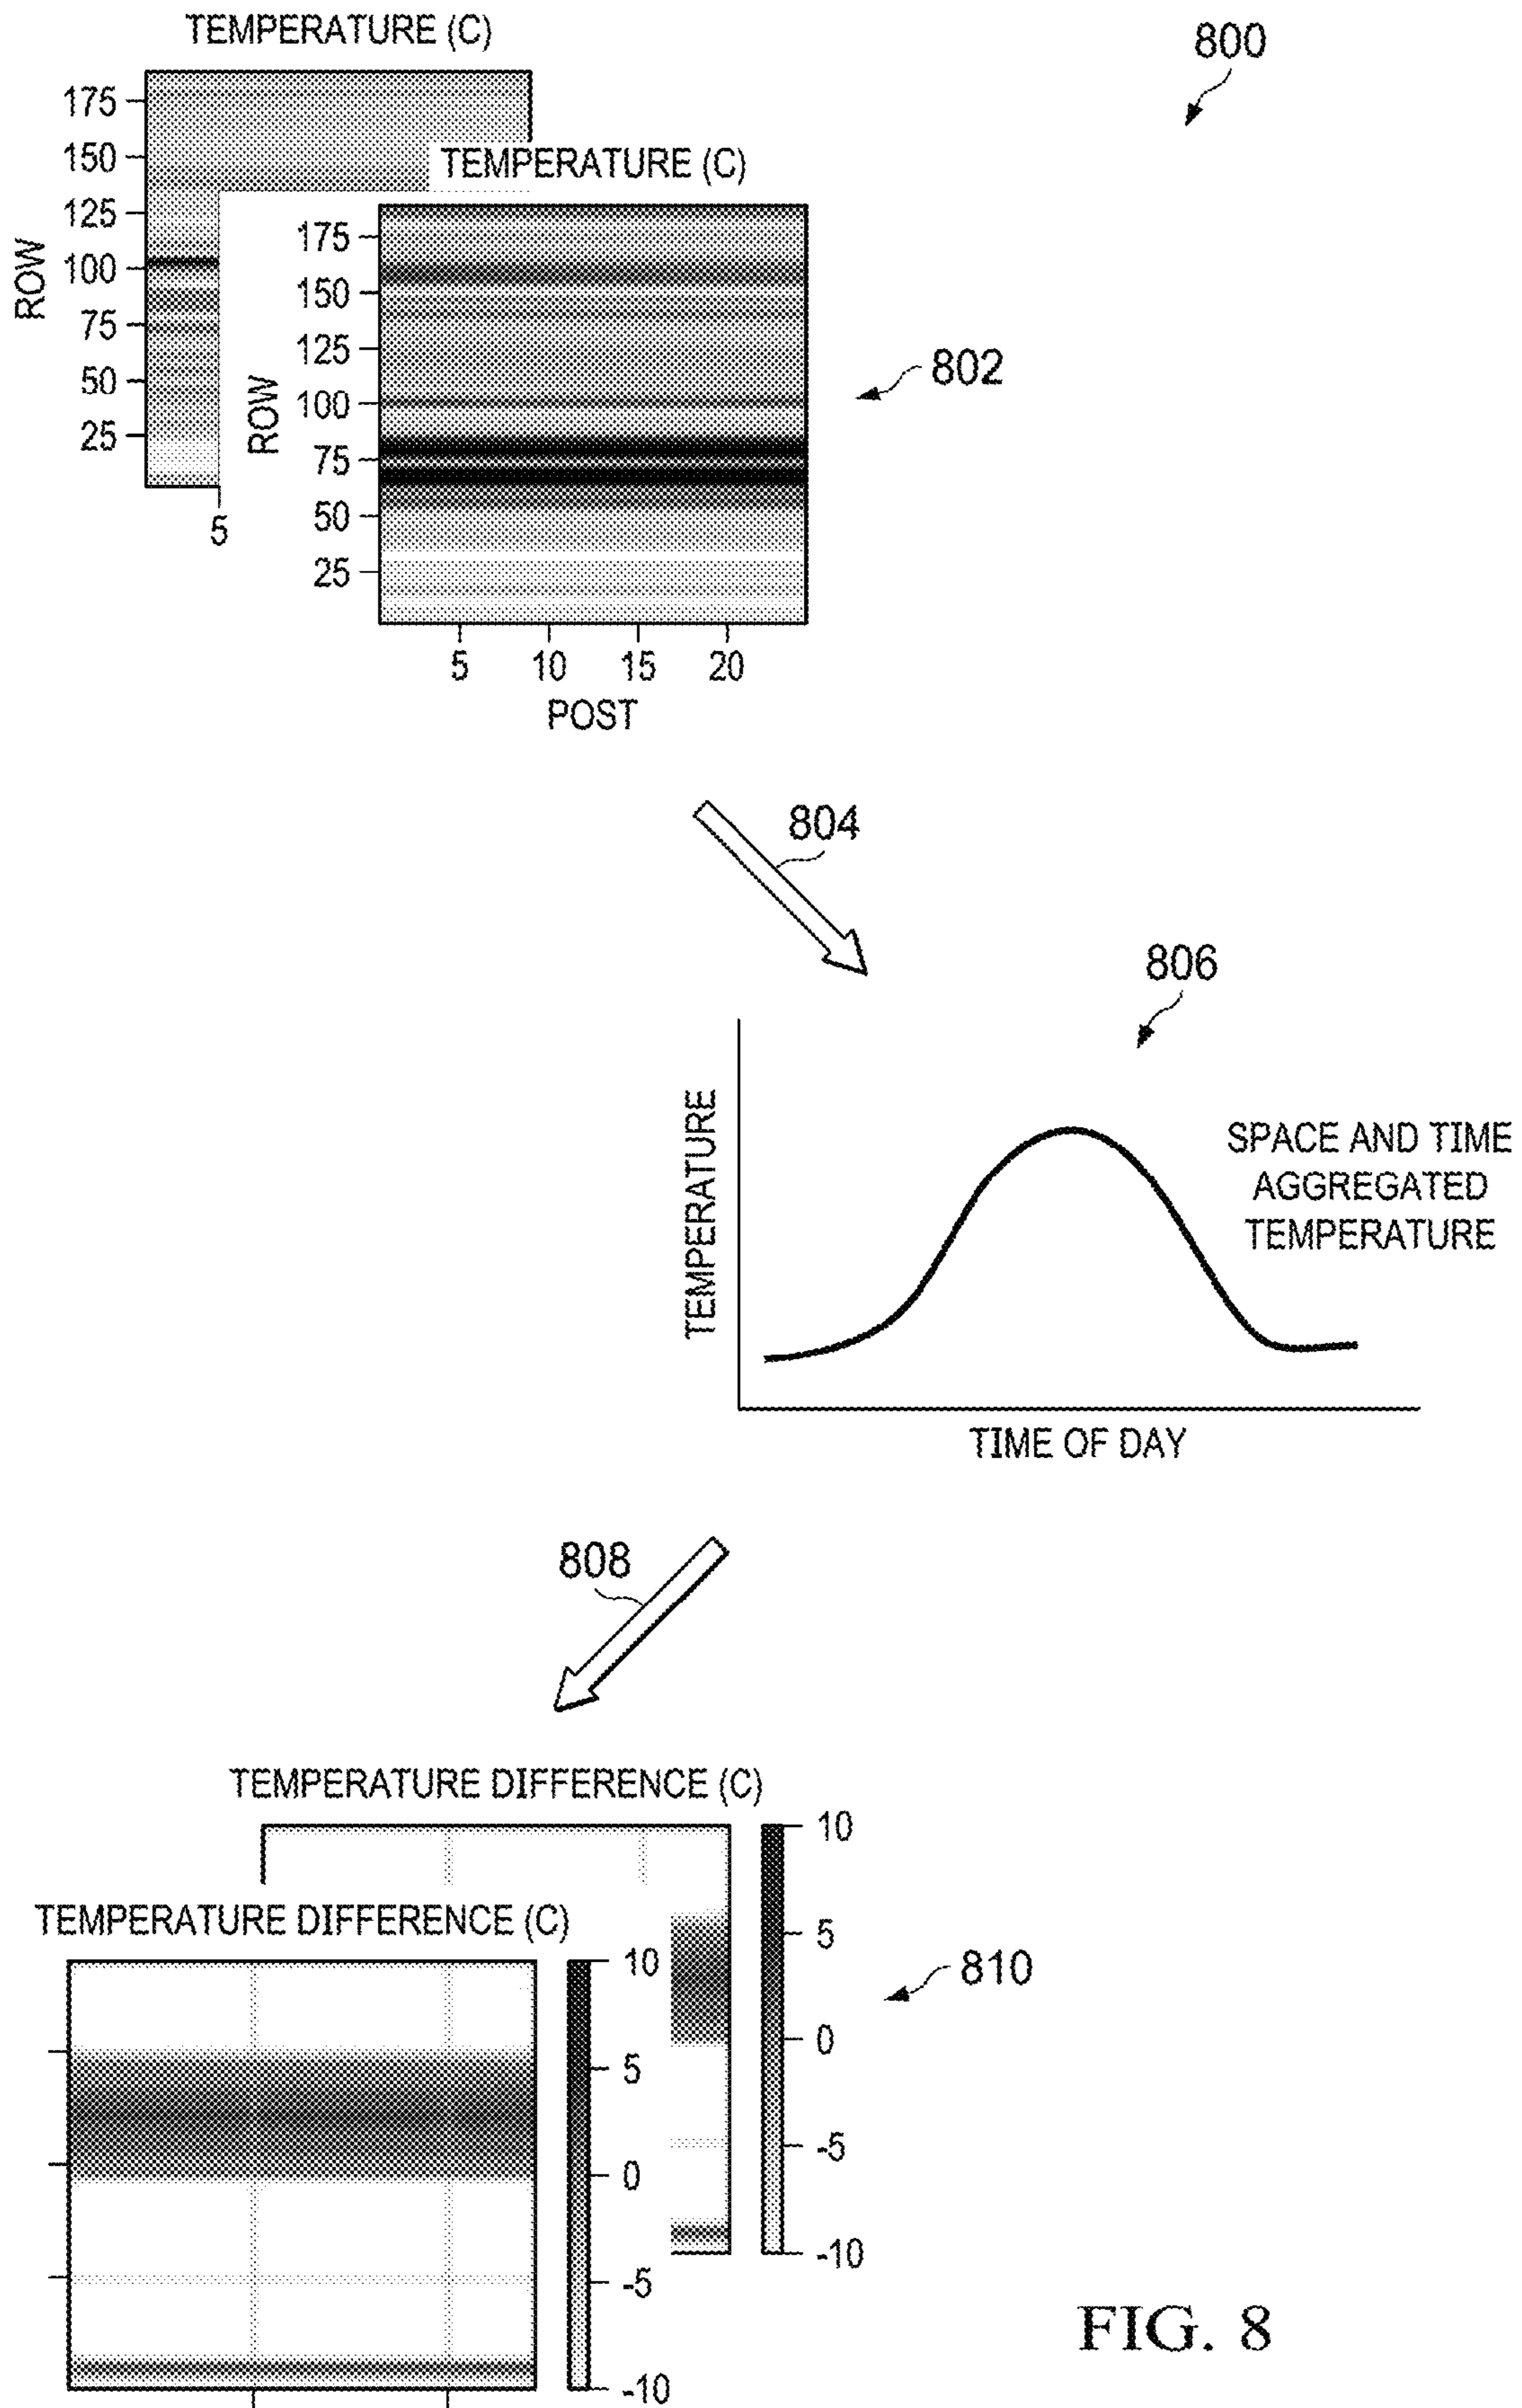 TEMPERATURE (C)
800
175
150
125
100
75
50
25
ROW
5
TEMPERATURE (C)
175
150
125
100
75
50
25
ROW
5 10 15 20
POST
802
804
806
TEMPERATURE
TIME OF DAY
SPACE AND TIME
AGGREGATED
TEMPERATURE
808
TEMPERATURE DIFFERENCE (C)
10
5
0
-5
-10
TEMPERATURE DIFFERENCE (C)
10
5
0
-5
-10
810
FIG. 8